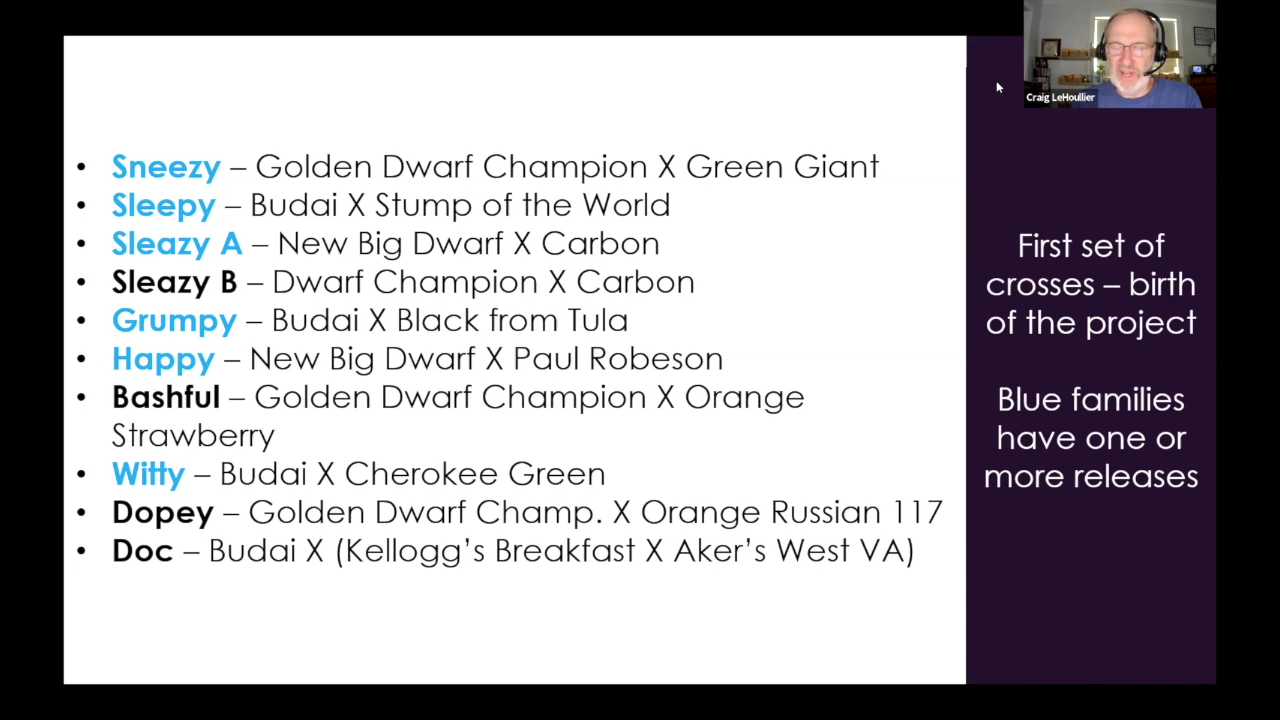 • Sneezy – Golden Dwarf Champion X Green Giant
• Sleepy – Budai X Stump of the World
• Sleazy A – New Big Dwarf X Carbon
• Sleazy B – Dwarf Champion X Carbon
• Grumpy – Budai X Black from Tula
• Happy – New Big Dwarf X Paul Robeson
• Bashful – Golden Dwarf Champion X Orange
Strawberry
• Witty – Budai X Cherokee Green
• Dopey – Golden Dwarf Champ. X Orange Russian 117
• Doc – Budai X (Kellogg’s Breakfast X Aker’s West VA)
Craig LeHoullier
First set of
crosses – birth
of the project
Blue families
have one or
more releases